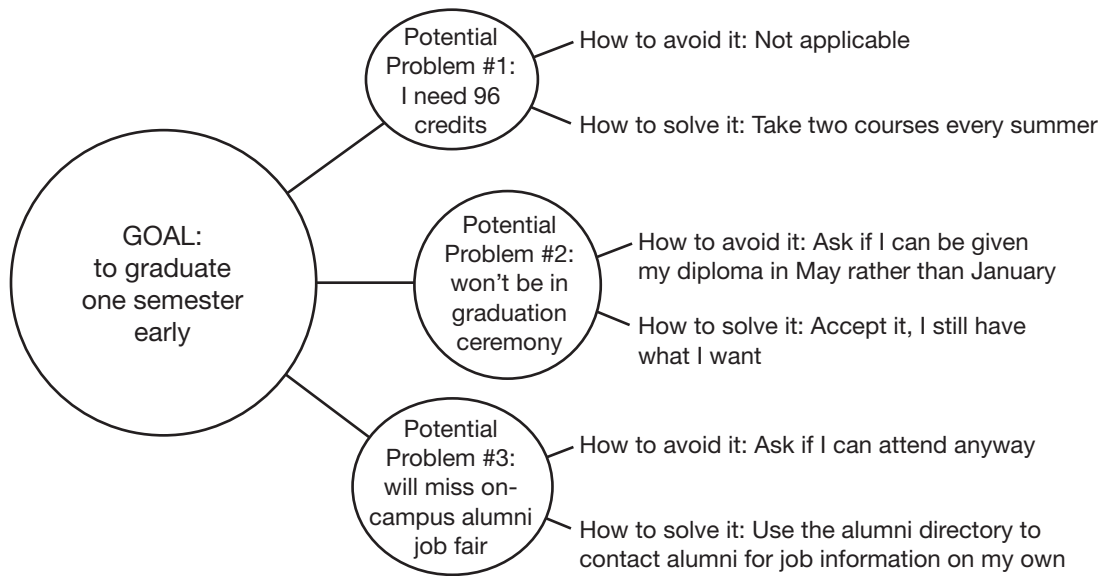 GOAL:
to graduate
one semester
early
Potential
Problem #1:
I need 96
credits
How to avoid it: Not applicable
How to solve it: Take two courses every summer
Potential
Problem #2:
won’t be in
graduation
ceremony
How to avoid it: Ask if I can be given
my diploma in May rather than January
How to solve it: Accept it, I still have
what I want
Potential
Problem #3:
will miss on-
campus alumni
job fair
How to avoid it: Ask if I can attend anyway
How to solve it: Use the alumni directory to
contact alumni for job information on my own